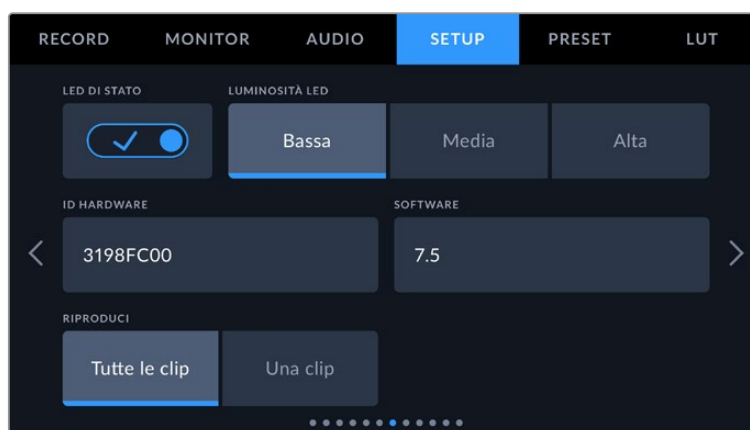 RECORD MONITOR AUDIO SETUP PRESET LUT
LED DI STATO LUMINOSITÀ LED
Bassa Media Alta
ID HARDWARE SOFTWARE
3198FC00 7.5
RIPRODUCI
Tutte le clip Una clip